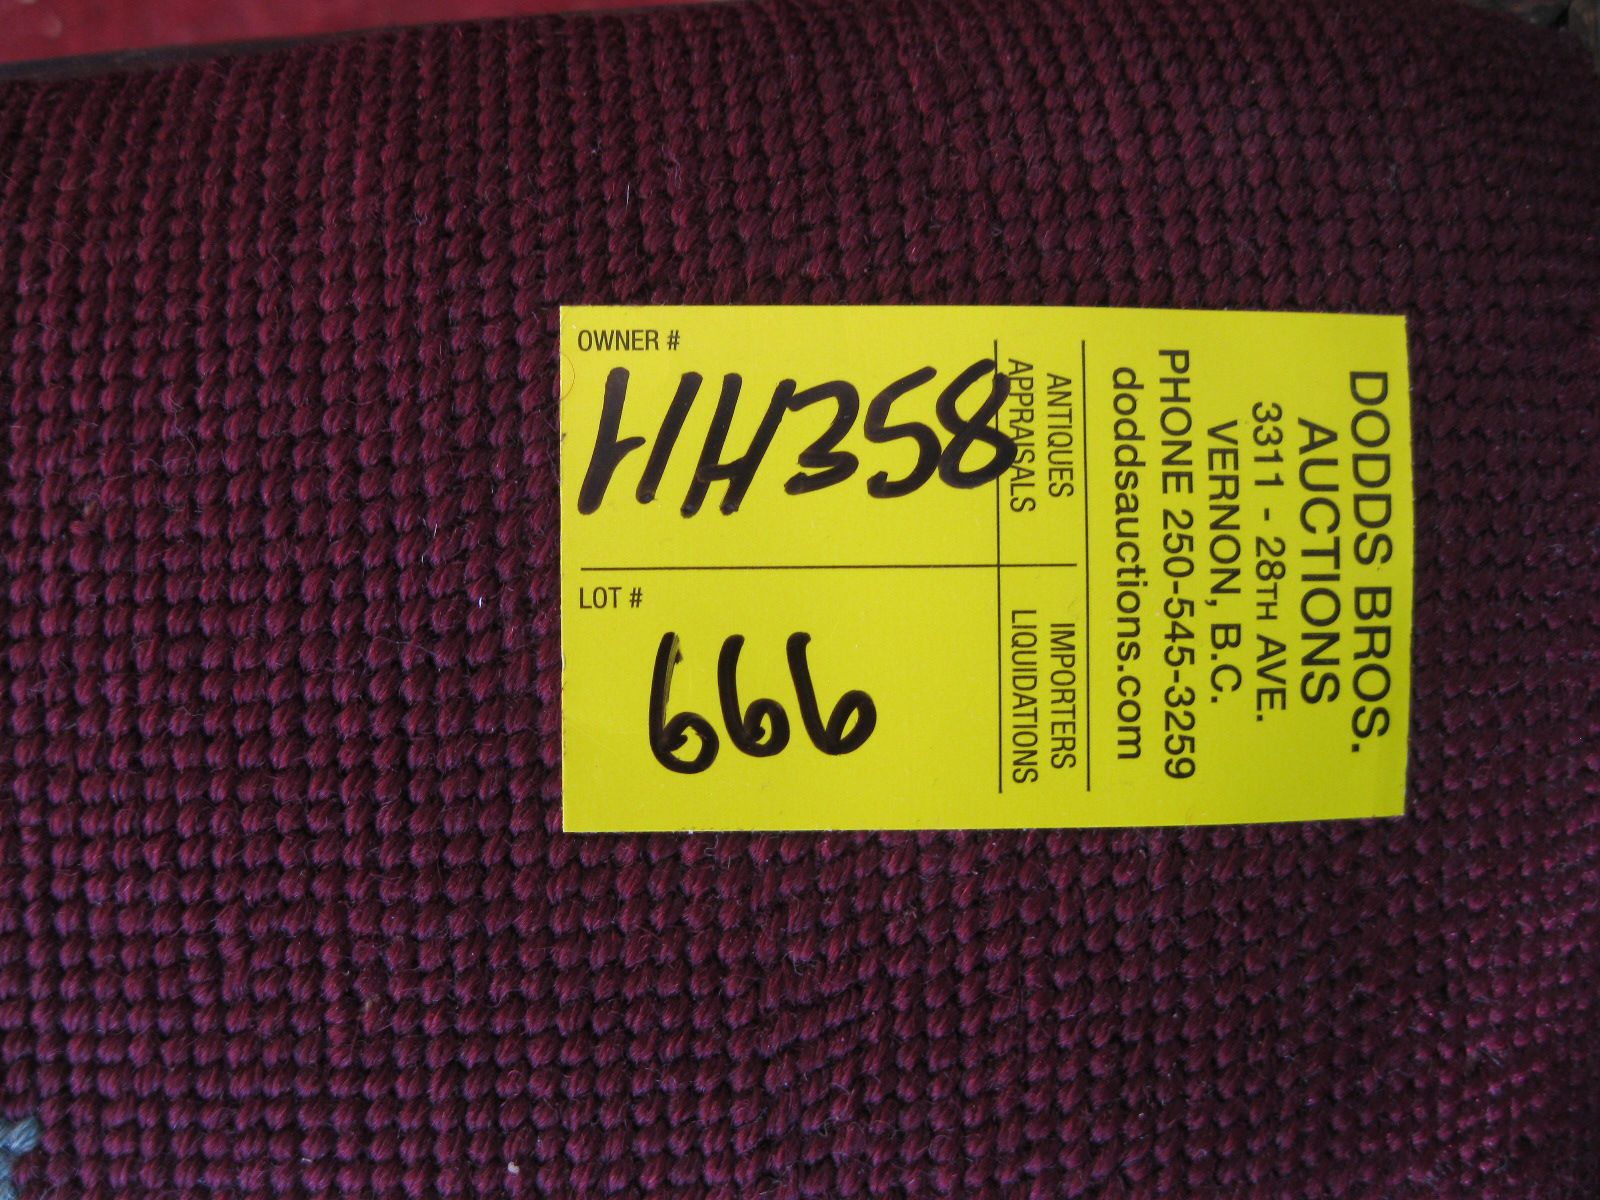 DODDS BROS.
AUCTIONS
3311 - 28TH AVE.
VERNON, B.C.
PHONE 250-545-3259
doddsauctions.com
ANTIQUES IMPORTERS
APPRAISALS LIQUIDATIONS
OWNER #
HH358
LOT #
666